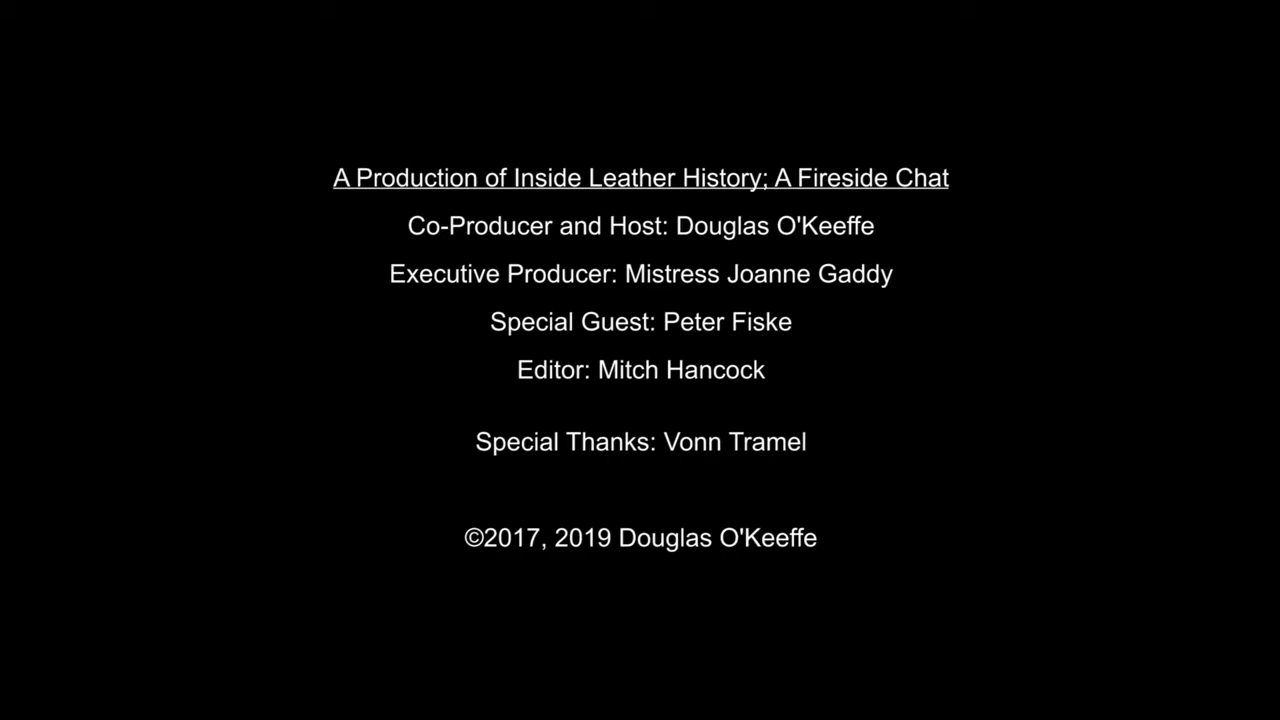 A Production of Inside Leather History; A Fireside Chat
Co-Producer and Host: Douglas O'Keeffe
Executive Producer: Mistress Joanne Gaddy
Special Guest: Peter Fiske
Editor: Mitch Hancock
Special Thanks: Vonn Tramel
©2017, 2019 Douglas O'Keeffe